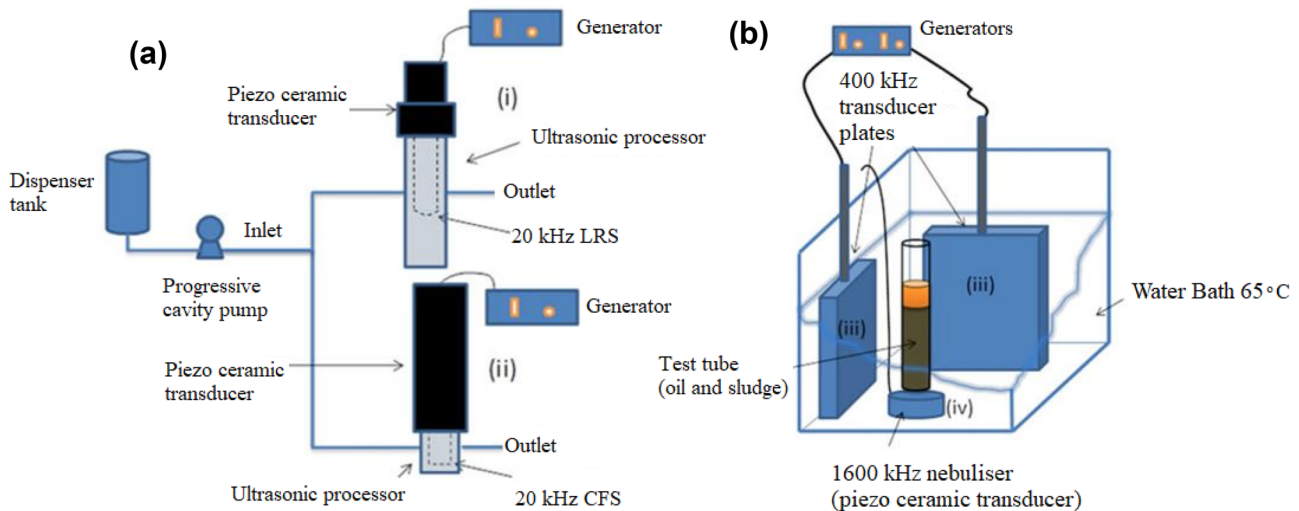 (a)
Generator
Piezo ceramic
transducer
(i)
Ultrasonic processor
Dispenser
tank
Outlet
Inlet
20 kHz LRS
Progressive
cavity pump
Generator
Piezo ceramic
transducer
(ii)
Outlet
Ultrasonic processor
20 kHz CFS
(b)
Generators
400 kHz
transducer
plates
(iii)
(iii)
Water Bath 65°C
Test tube
(oil and sludge)
(iv)
1600 kHz nebuliser
(piezo ceramic transducer)